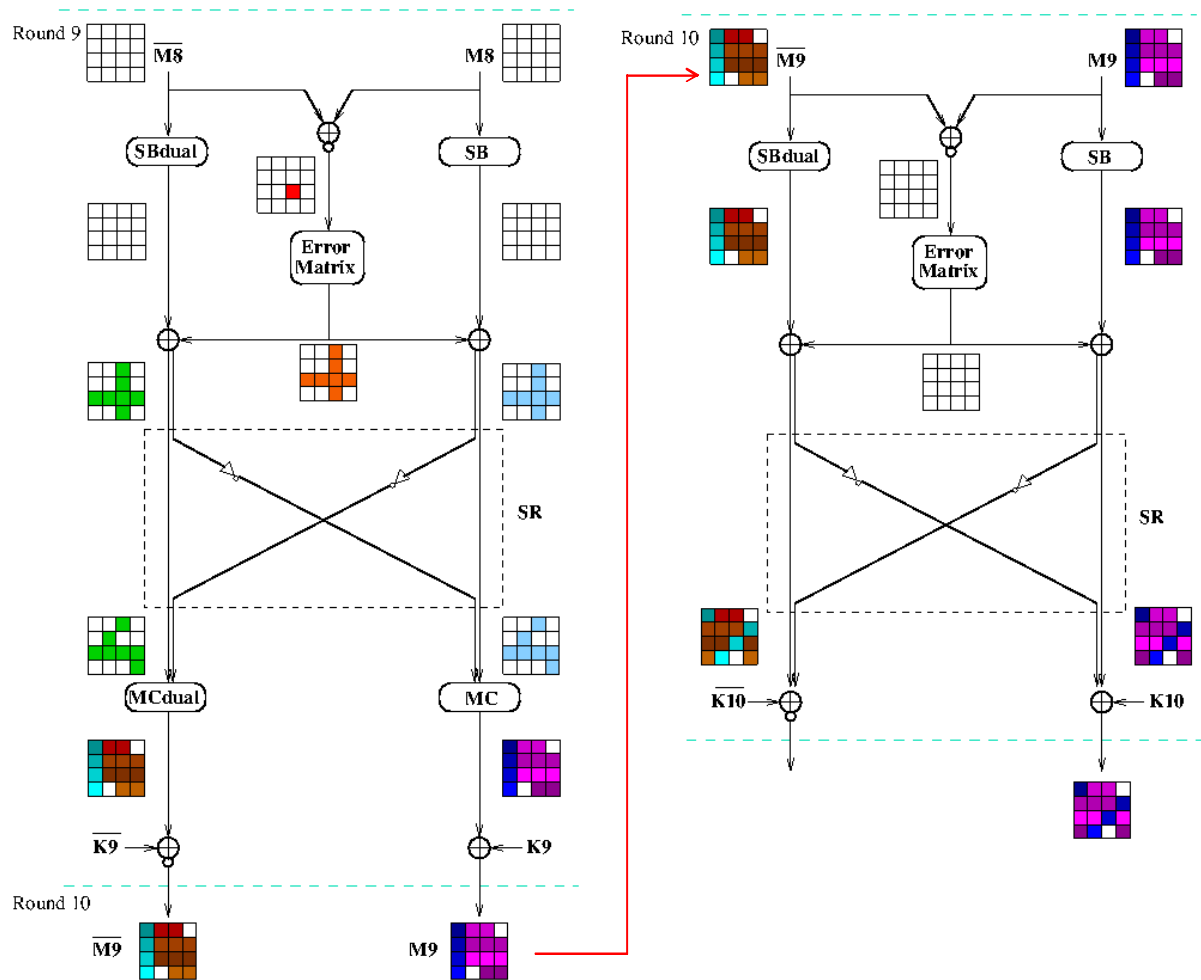 Round 9
M8
M8
SBdual
SB
Error
Matrix
SR
MCdual
MC
K9
K9
Round 10
M9
M9
Round 10
M9
M9
SBdual
SB
Error
Matrix
SR
K10
K10